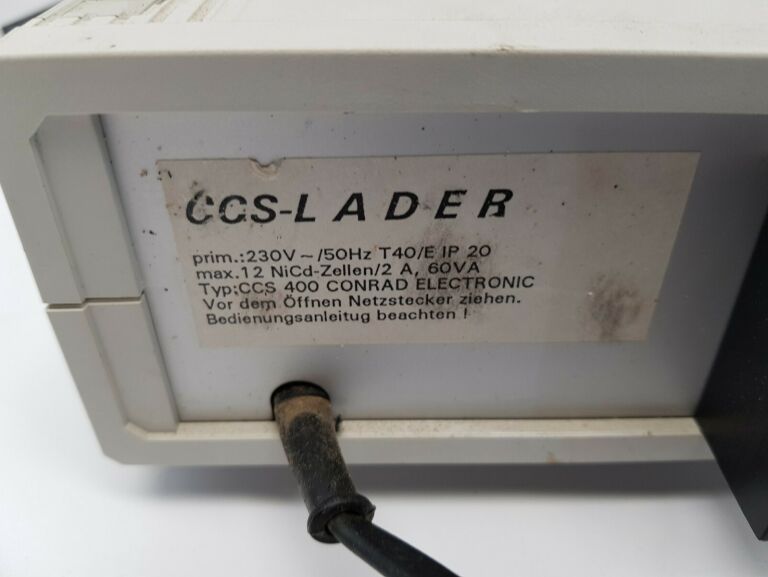 CCS-LADER
prim.:230V ~ /50Hz T40/E IP 20
max.12 NiCd-Zellen/2 A, 60VA
Typ:CCS 400 CONRAD ELECTRONIC
Vor dem Öffnen Netzstecker ziehen.
Bedienungsanleitug beachten !